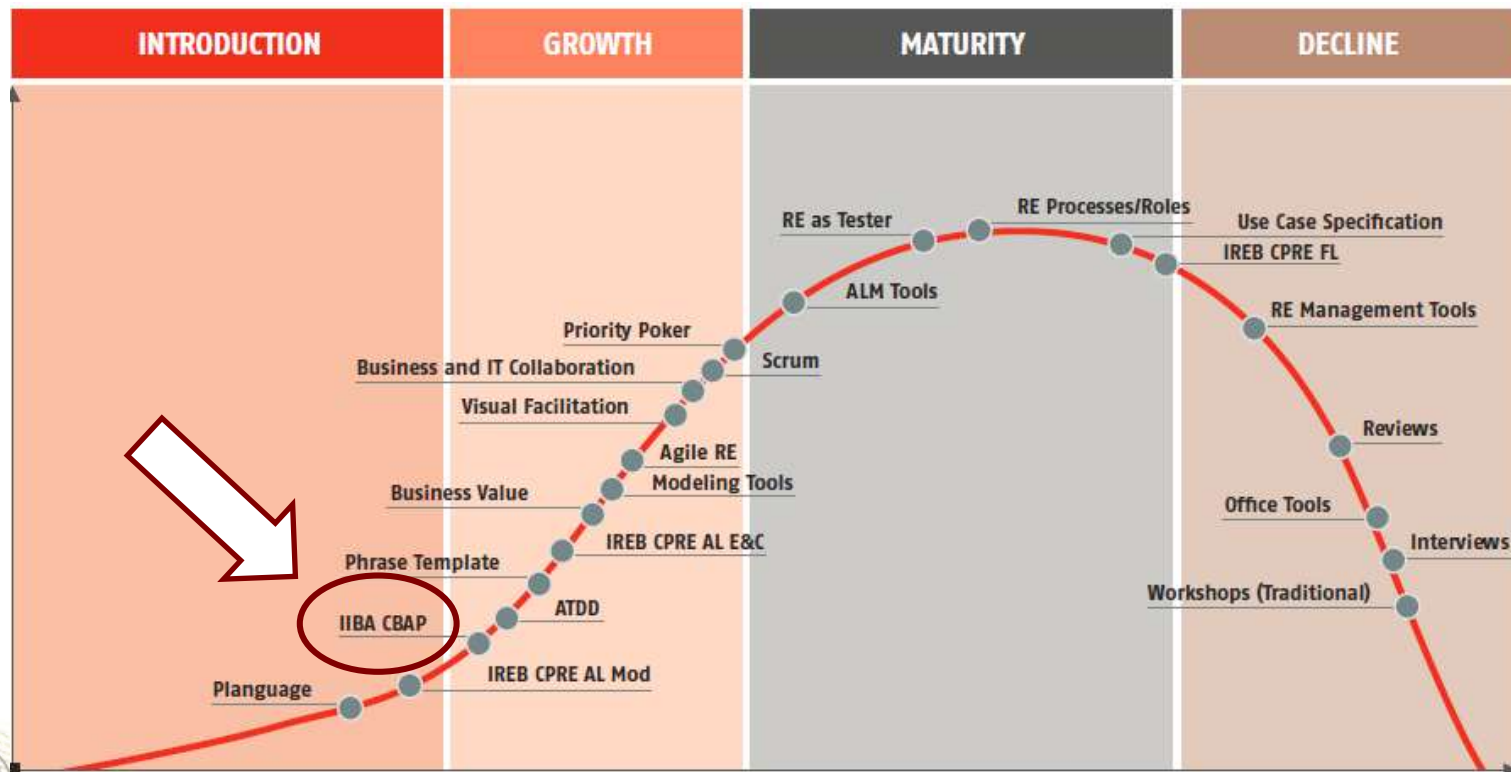 INTRODUCTION
GROWTH
MATURITY
DECLINE
RE as Tester
RE Processes/Roles
Use Case Specification
IREB CPRE FL
ALM Tools
RE Management Tools
Priority Poker
Scrum
Business and IT Collaboration
Visual Facilitation
Reviews
Agile RE
Modeling Tools
Business Value
Office Tools
IREB CPRE AL E&C
Interviews
Phrase Template
Workshops (Traditional)
ATDD
IIBA CBAP
IREB CPRE AL Mod
Planguage